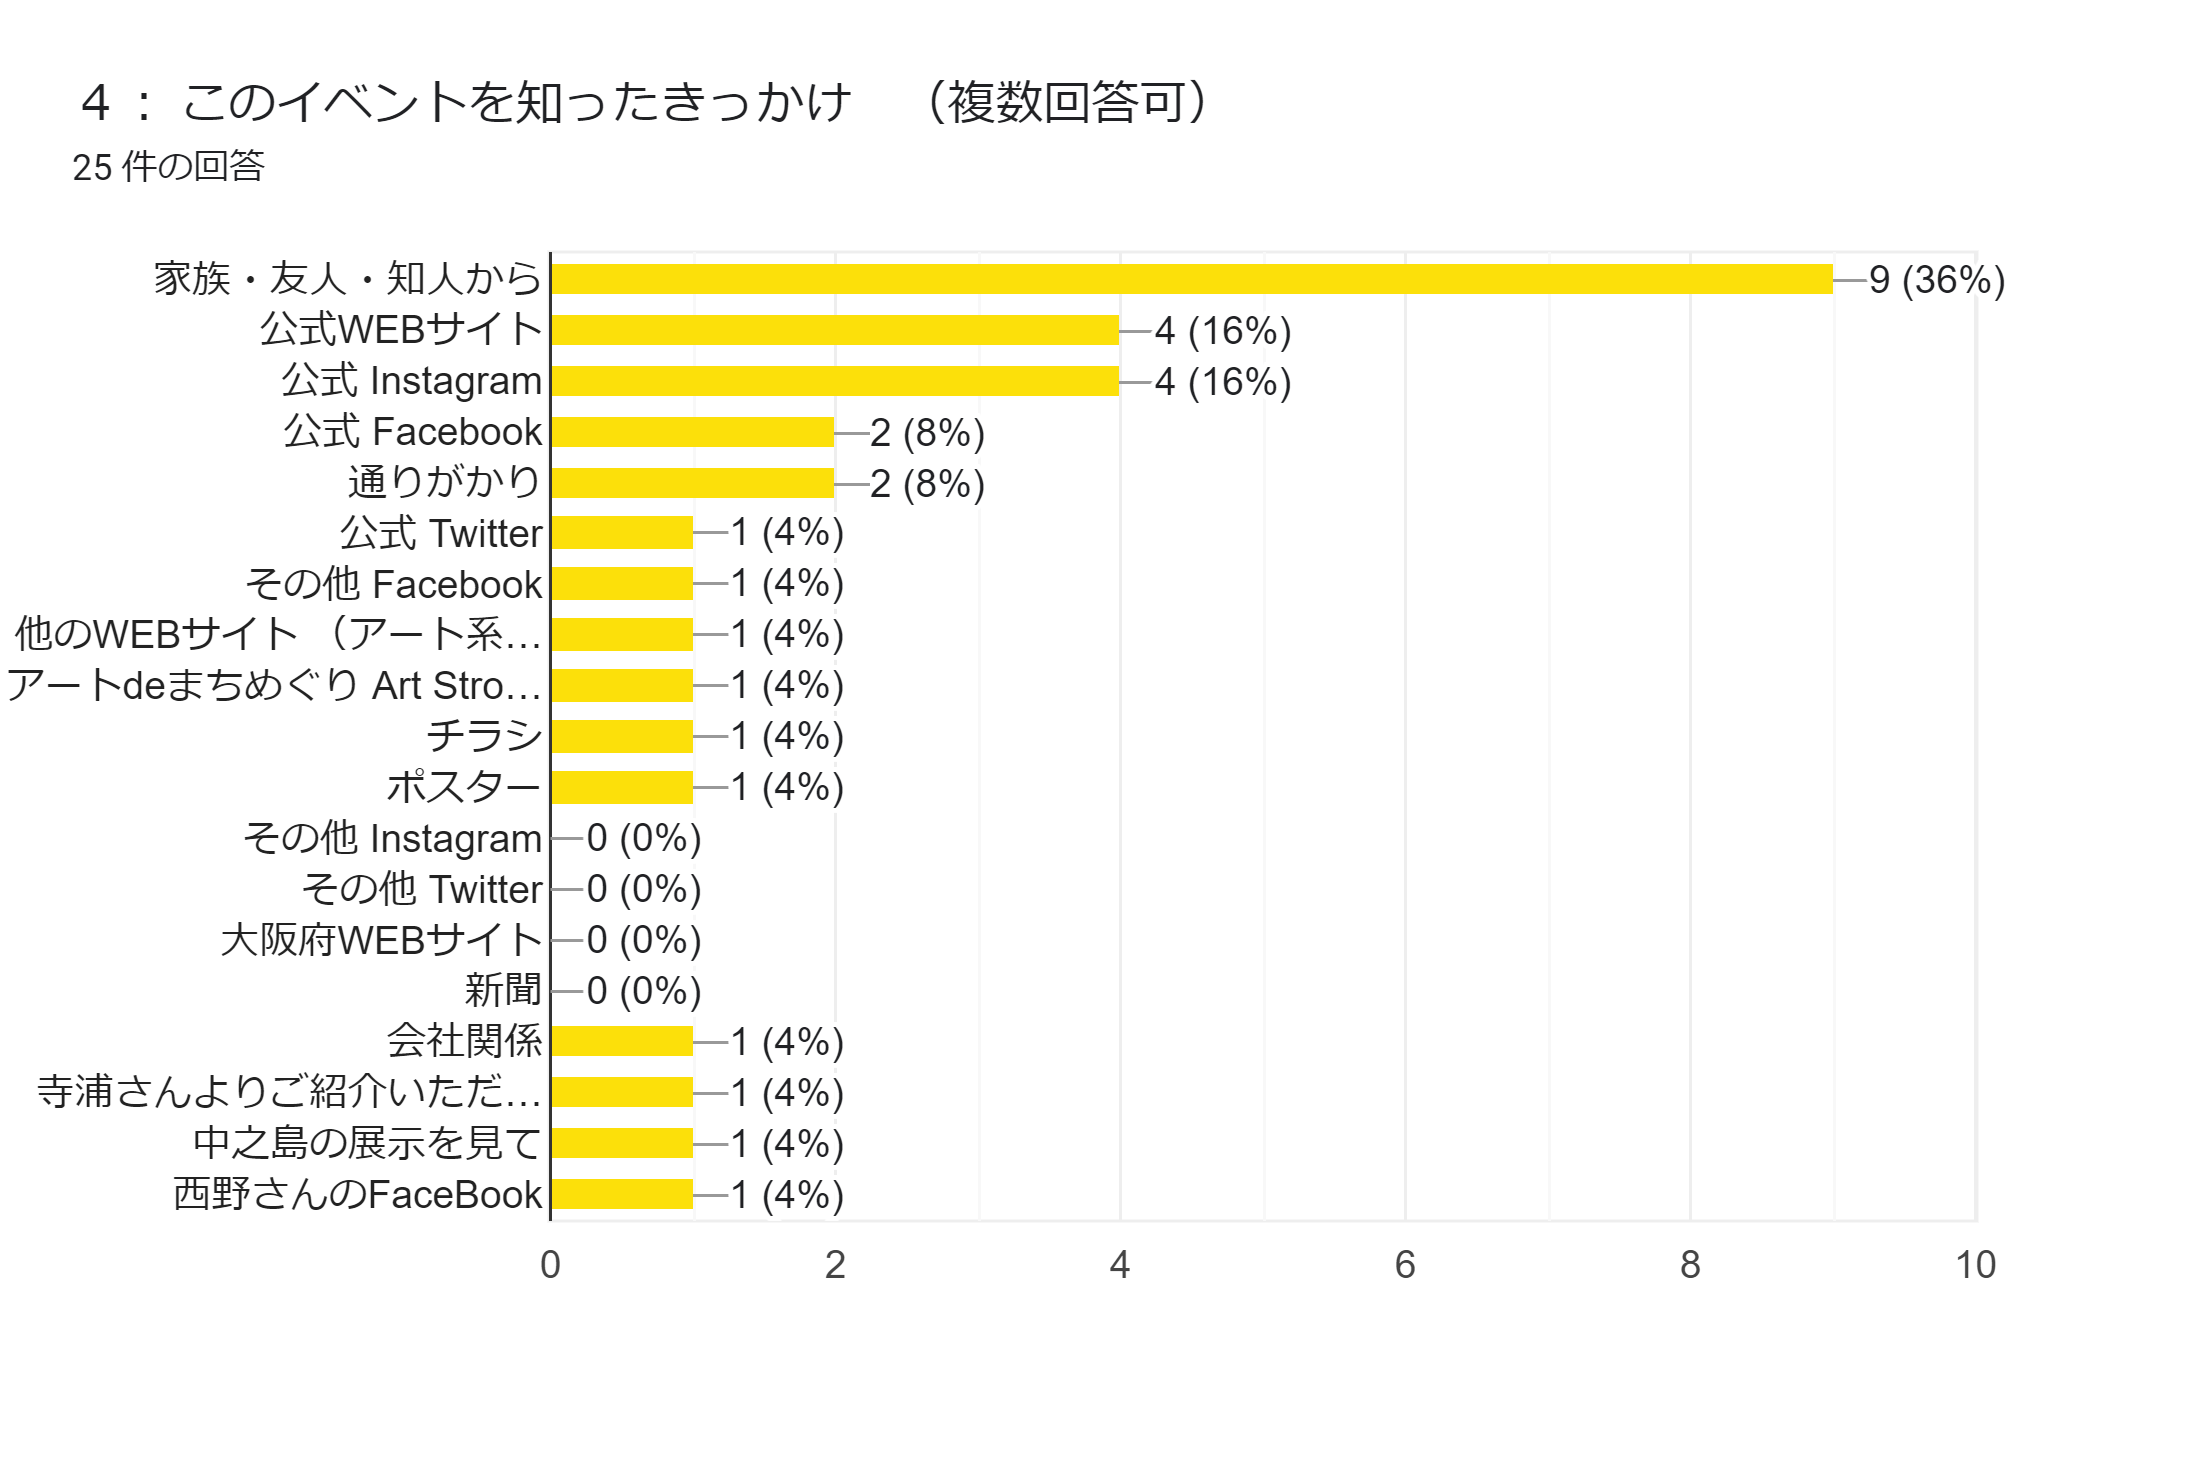 ４： このイベントを知ったきっかけ　（複数回答可）
25 件の回答
家族・友人・知人から 9 (36%)
公式WEBサイト 4 (16%)
公式 Instagram 4 (16%)
公式 Facebook 2 (8%)
通りがかり 2 (8%)
公式 Twitter 1 (4%)
その他 Facebook 1 (4%)
他のWEBサイト （アート系… 1 (4%)
アートdeまちめぐり Art Stro… 1 (4%)
チラシ 1 (4%)
ポスター 1 (4%)
その他 Instagram 0 (0%)
その他 Twitter 0 (0%)
大阪府WEBサイト 0 (0%)
新聞 0 (0%)
会社関係 1 (4%)
寺浦さんよりご紹介いただ… 1 (4%)
中之島の展示を見て 1 (4%)
西野さんのFaceBook 1 (4%)
0 2 4 6 8 10